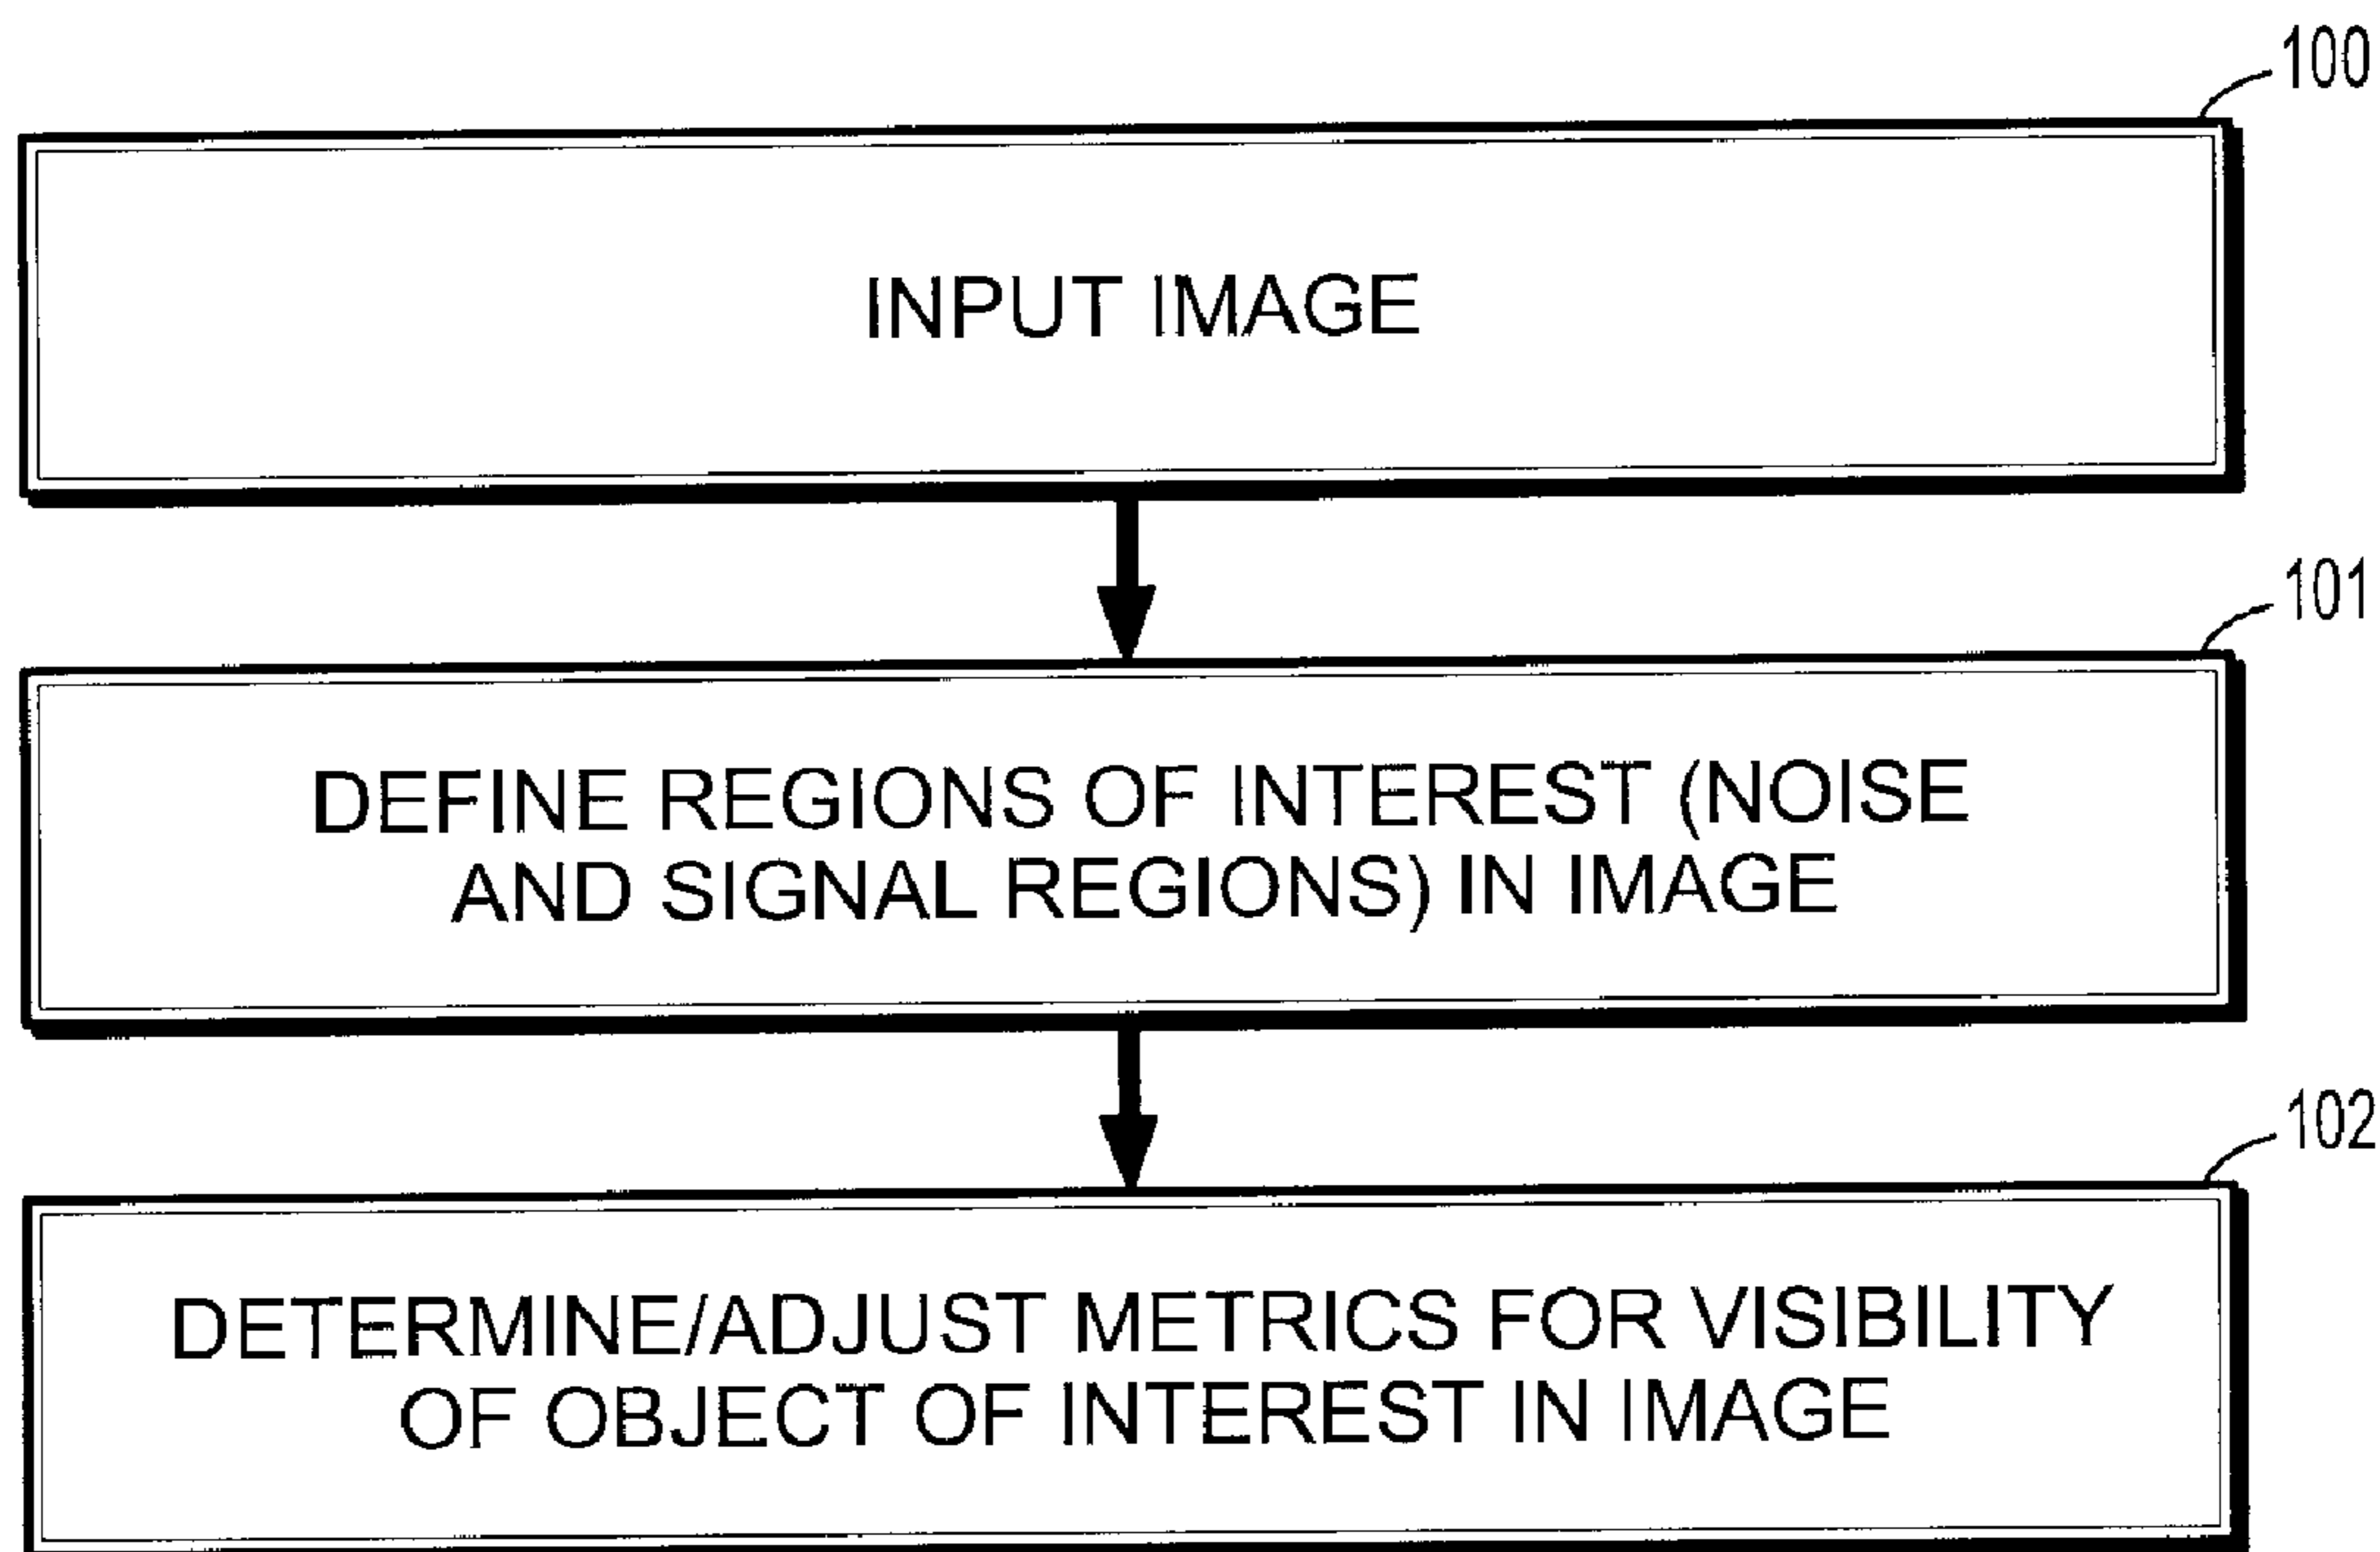 100
INPUT IMAGE
101
DEFINE REGIONS OF INTEREST (NOISE
AND SIGNAL REGIONS) IN IMAGE
102
DETERMINE/ADJUST METRICS FOR VISIBILITY
OF OBJECT OF INTEREST IN IMAGE